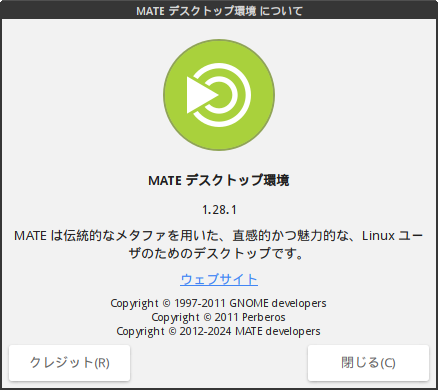 MATE デスクトップ環境 について
MATE デスクトップ環境
1.28.1
MATE は伝統的なメタファを用いた、直感的かつ魅力的な、Linux ユー
ザのためのデスクトップです。
ウェブサイト
Copyright © 1997-2011 GNOME developers
Copyright © 2011 Perberos
Copyright © 2012-2024 MATE developers
クレジット(R)
閉じる(C)